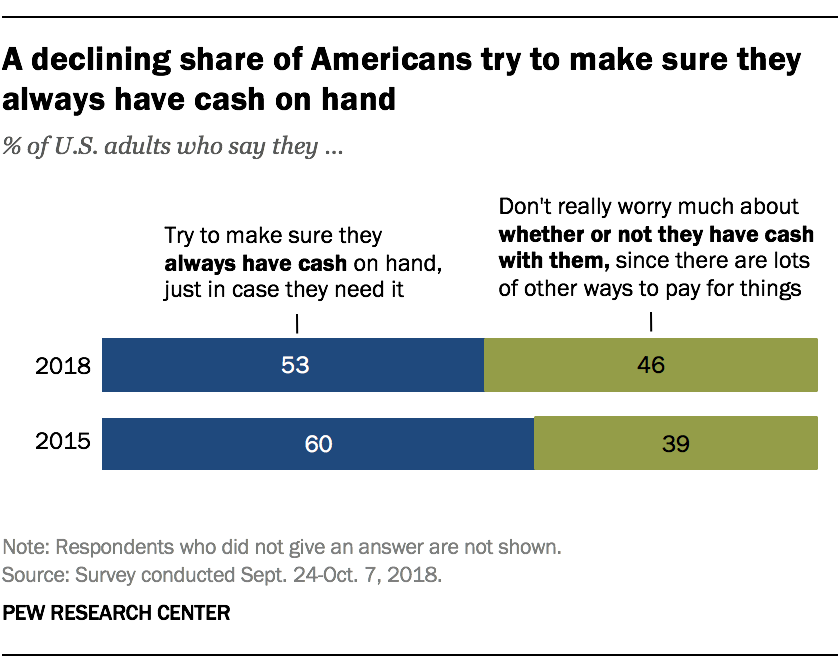 A declining share of Americans try to make sure they
always have cash on hand
% of U.S. adults who say they ...
Try to make sure they
always have cash on hand,
just in case they need it
Don't really worry much about
whether or not they have cash
with them, since there are lots
of other ways to pay for things
2018 53 46
2015 60 39
Note: Respondents who did not give an answer are not shown.
Source: Survey conducted Sept. 24-Oct. 7, 2018.
PEW RESEARCH CENTER